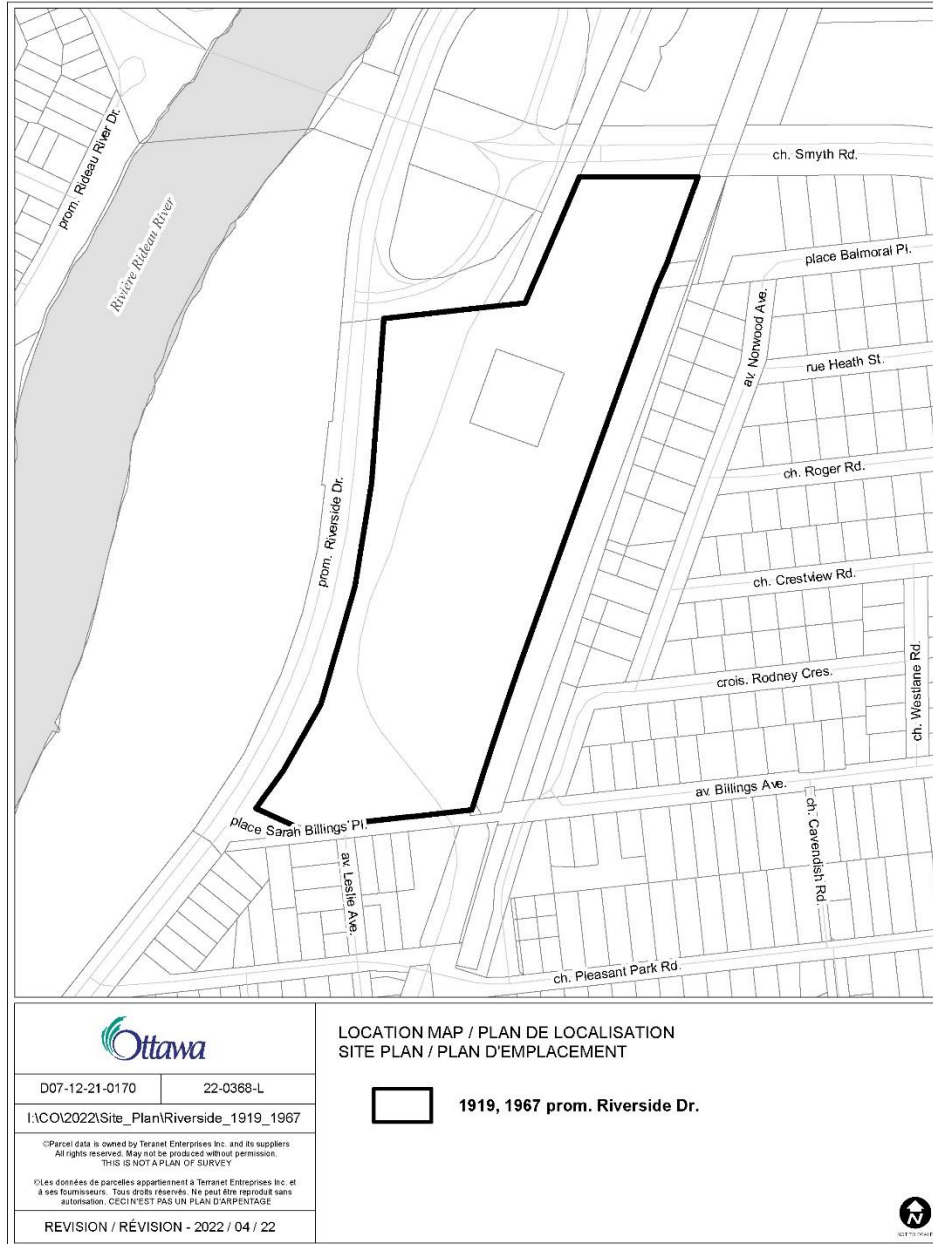 ch. Smyth Rd.
prom. Rideau River Dr.
Rivière Rideau River
place Balmoral Pl.
av. Norwood Ave.
rue Heath St.
ch. Roger Rd.
prom. Riverside Dr.
ch. Crestview Rd.
crois. Rodney Cres.
ch. Westlane Rd.
av. Billings Ave.
place Sarah Billings Pl.
av. Leslie Ave.
ch. Cavendish Rd.
ch. Pleasant Park Rd.
Ottawa
D07-12-21-0170
22-0368-L
I:\CO\2022\Site_Plan\Riverside_1919_1967
©Parcel data is owned by Teranet Enterprises Inc. and its suppliers
All rights reserved. May not be produced without permission.
THIS IS NOT A PLAN OF SURVEY
©Les données de parcelles appartiennent à Terranet Entreprises Inc. et
à ses fournisseurs. Tous droits réservés. Ne peut être reproduit sans
autorisation. CECI N'EST PAS UN PLAN D'ARPENTAGE
REVISION / RÉVISION - 2022 / 04 / 22
LOCATION MAP / PLAN DE LOCALISATION
SITE PLAN / PLAN D'EMPLACEMENT
1919, 1967 prom. Riverside Dr.
N
NOT TO SCALE